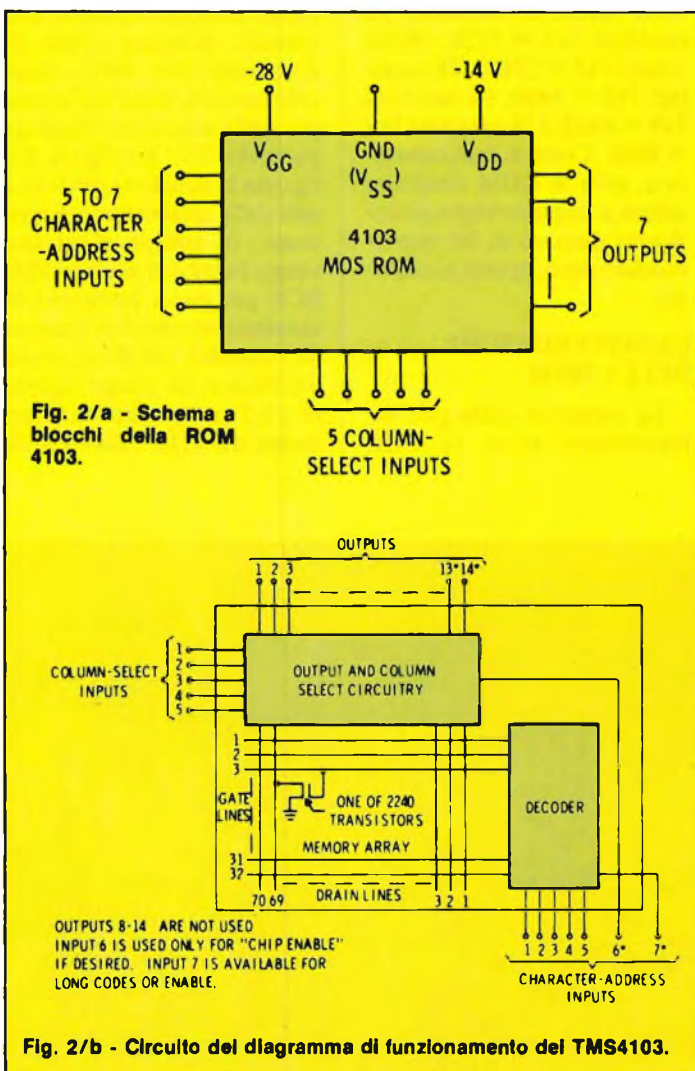 -28 V
-14 V
VGG
GND
(VSS)
VDD
5 TO 7
CHARACTER
-ADDRESS
INPUTS
4103
MOS ROM
7
OUTPUTS
5 COLUMN-
SELECT INPUTS
Fig. 2/a - Schema a
blocchi della ROM
4103.
OUTPUTS
1 2 3 13* 14*
COLUMN-SELECT
INPUTS
1
2
3
4
5
OUTPUT AND COLUMN
SELECT CIRCUITRY
1
2
3
GATE
LINES
ONE OF 2240
TRANSISTORS
DECODER
MEMORY ARRAY
31
32
70 69 DRAIN LINES 3 2 1
1 2 3 4 5 6* 7*
CHARACTER-ADDRESS
INPUTS
OUTPUTS 8-14 ARE NOT USED
INPUT 6 IS USED ONLY FOR "CHIP ENABLE"
IF DESIRED. INPUT 7 IS AVAILABLE FOR
LONG CODES OR ENABLE.
Fig. 2/b - Circuito del diagramma di funzionamento del TMS4103.